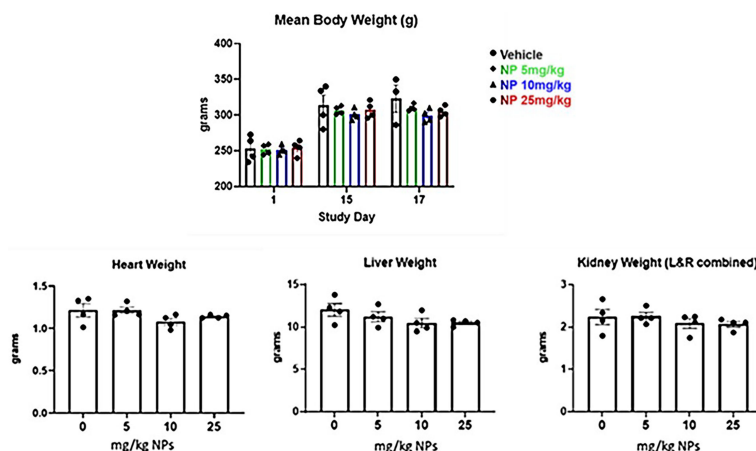 Mean Body Weight (g)
400
350
300
250
200
grams
1
15
17
Study Day
Vehicle
NP 5mg/kg
NP 10mg/kg
NP 25mg/kg
Heart Weight
1.5
1.0
0.5
0.0
grams
0
5
10
25
mg/kg NPs
Liver Weight
15
10
5
0
grams
0
5
10
25
mg/kg NPs
Kidney Weight (L&R combined)
3
2
1
0
grams
0
5
10
25
mg/kg NPs